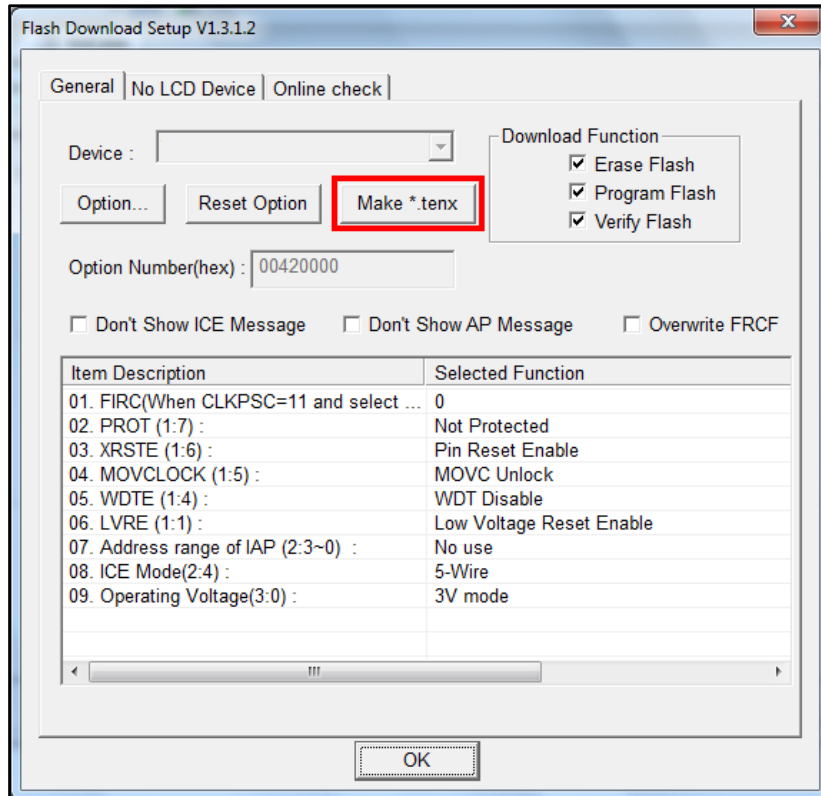 Flash Download Setup V1.3.1.2
General No LCD Device Online check
Device :
Download Function
Erase Flash
Program Flash
Verify Flash
Option... Reset Option Make *.tenx
Option Number(hex) : 00420000
Don't Show ICE Message Don't Show AP Message Overwrite FRCF
Item Description Selected Function
01. FIRC(When CLKPSC=11 and select ... 0
02. PROT (1:7) : Not Protected
03. XRSTE (1:6) : Pin Reset Enable
04. MOVCLOCK (1:5) : MOVC Unlock
05. WDTE (1:4) : WDT Disable
06. LVRE (1:1) : Low Voltage Reset Enable
07. Address range of IAP (2:3~0) : No use
08. ICE Mode(2:4) : 5-Wire
09. Operating Voltage(3:0) : 3V mode
OK